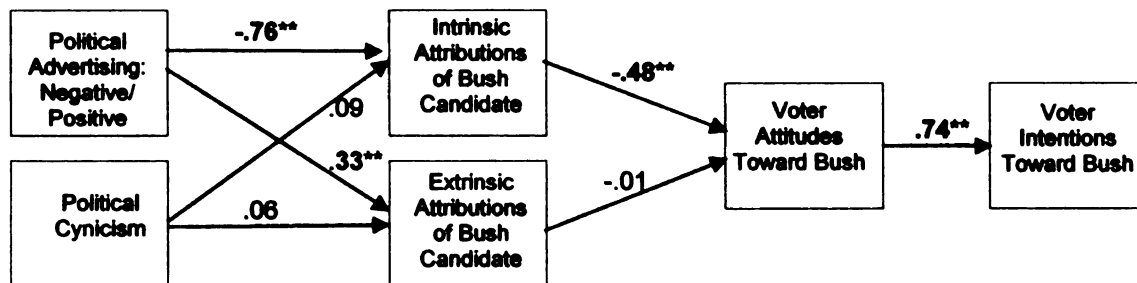 Political
Advertising:
Negative/
Positive
-.76**
Intrinsic
Attributions
of Bush
Candidate
-.48**
.09
.33**
Political
Cynicism
.06
Extrinsic
Attributions
of Bush
Candidate
-.01
Voter
Attitudes
Toward Bush
.74**
Voter
Intentions
Toward Bush